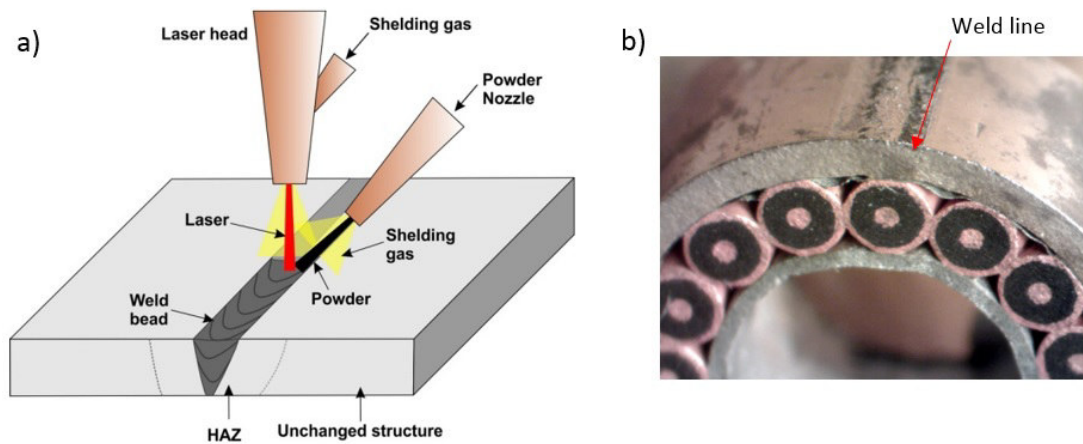 a)
Laser head
Shelding gas
Powder
Nozzle
Laser
Shelding
gas
Powder
Weld
bead
HAZ
Unchanged structure
b)
Weld line